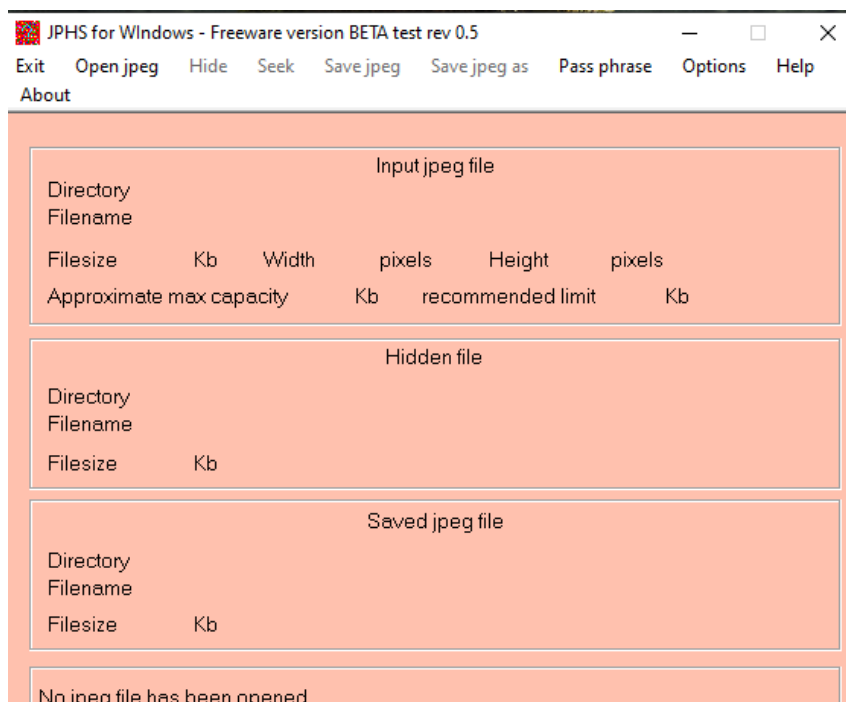 JPHS for WIndows - Freeware version BETA test rev 0.5
Exit Open jpeg Hide Seek Save jpeg Save jpeg as Pass phrase Options Help
About
Input jpeg file
Directory
Filename
Filesize Kb Width pixels Height pixels
Approximate max capacity Kb recommended limit Kb
Hidden file
Directory
Filename
Filesize Kb
Saved jpeg file
Directory
Filename
Filesize Kb
No jpeg file has been opened